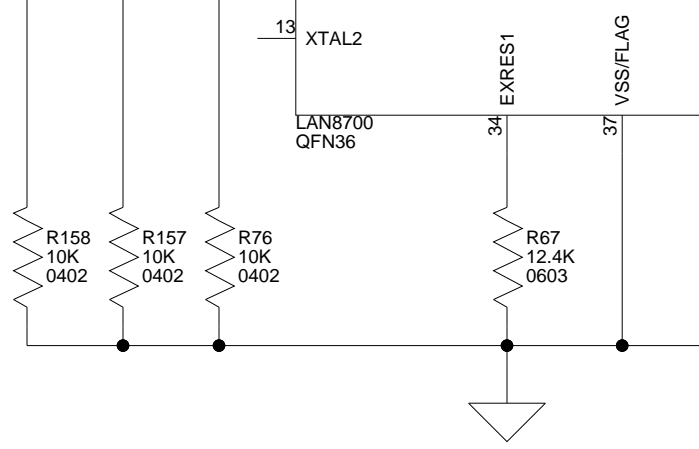 13
XTAL2
EXRES1
VSS/FLAG
LAN8700
QFN36
34
37
R158
10K
0402
R157
10K
0402
R76
10K
0402
R67
12.4K
0603